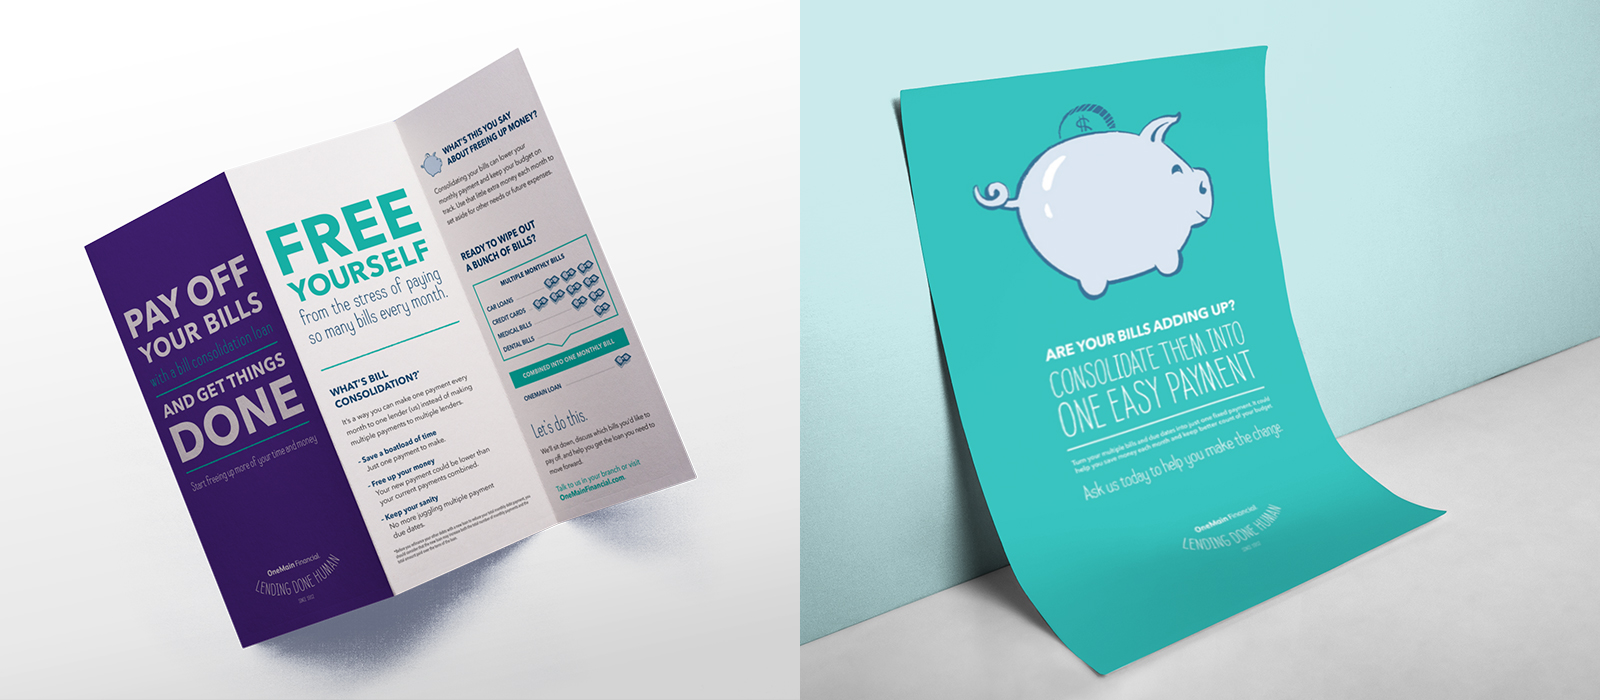 PAY OFF
YOUR BILLS
with a bill consolidation loan
AND GET THINGS
DONE
Start freeing up more of your time and money
OneMain Financial
LENDING DONE HUMAN
SINCE 1912
FREE
YOURSELF
from the stress of paying
so many bills every month.
WHAT'S BILL
CONSOLIDATION?*
It's a way you can make one payment every
month to one lender (us) instead of making
multiple payments to multiple lenders.
- Save a boatload of time
Just one payment to make.
- Free up your money
Your new payment could be lower than
your current payments combined.
- Keep your sanity
No more juggling multiple payment
due dates.
WHAT'S THIS YOU SAY
ABOUT FREEING UP MONEY?
Consolidating your bills can lower your
monthly payment and keep your budget on
track. Use that little extra money each month to
set aside for other needs or future expenses.
READY TO WIPE OUT
A BUNCH OF BILLS?
MULTIPLE MONTHLY BILLS
CAR LOANS
CREDIT CARDS
MEDICAL BILLS
DENTAL BILLS
COMBINED INTO ONE MONTHLY BILL
ONEMAIN LOAN
Let's do this.
We'll sit down, discuss which bills you'd like to
pay off, and help you get the loan you need to
move forward.
Talk to us in your branch or visit
OneMainFinancial.com.
$
ARE YOUR BILLS ADDING UP?
CONSOLIDATE THEM INTO
ONE EASY PAYMENT
Turn your multiple bills and due dates into just one fixed payment. It could
help you save money each month and keep better count of your budget.
Ask us today to help you make the change.
OneMain Financial
LENDING DONE HUMAN
SINCE 1912